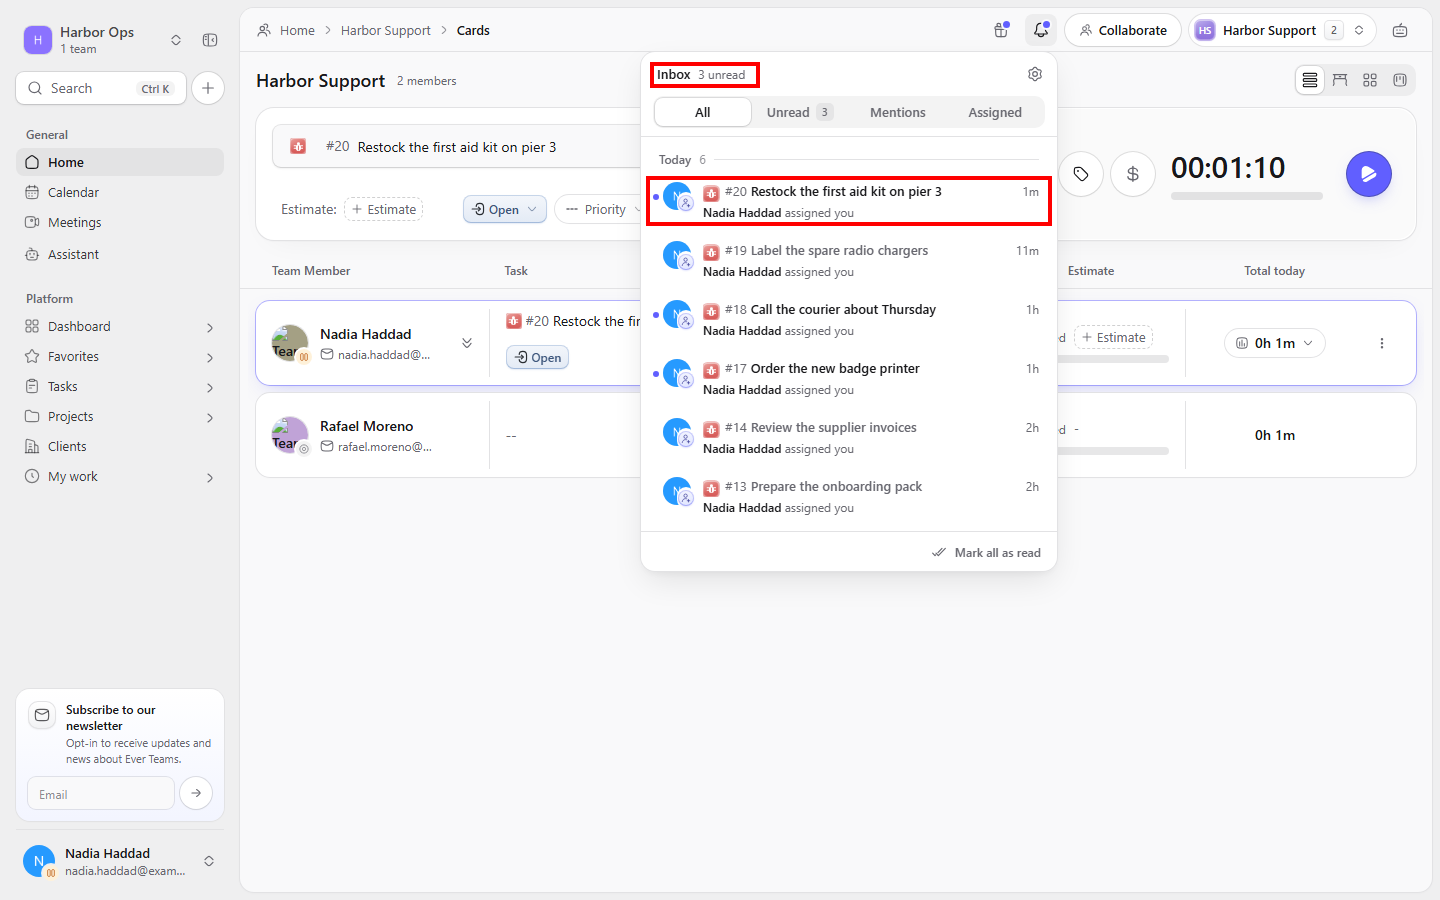 H
Harbor Ops
1 team
Search
Ctrl K
General
Home
Calendar
Meetings
Assistant
Platform
Dashboard
Favorites
Tasks
Projects
Clients
My work
Subscribe to our
newsletter
Opt-in to receive updates and
news about Ever Teams.
Email
N
Nadia Haddad
nadia.haddad@exam...
Home
Harbor Support
Cards
Collaborate
HS
Harbor Support
2
Harbor Support
2 members
#20 Restock the first aid kit on pier 3
Estimate:
Estimate
Open
Priority
$
00:01:10
Team Member
Task
Estimate
Total today
Nadia Haddad
nadia.haddad@...
#20 Restock the fir
Open
d
Estimate
0h 1m
Rafael Moreno
rafael.moreno@...
--
d
-
0h 1m
Inbox 3 unread
All
Unread 3
Mentions
Assigned
Today 6
N
#20 Restock the first aid kit on pier 3
1m
Nadia Haddad assigned you
N
#19 Label the spare radio chargers
11m
Nadia Haddad assigned you
N
#18 Call the courier about Thursday
1h
Nadia Haddad assigned you
N
#17 Order the new badge printer
1h
Nadia Haddad assigned you
N
#14 Review the supplier invoices
2h
Nadia Haddad assigned you
N
#13 Prepare the onboarding pack
2h
Nadia Haddad assigned you
Mark all as read